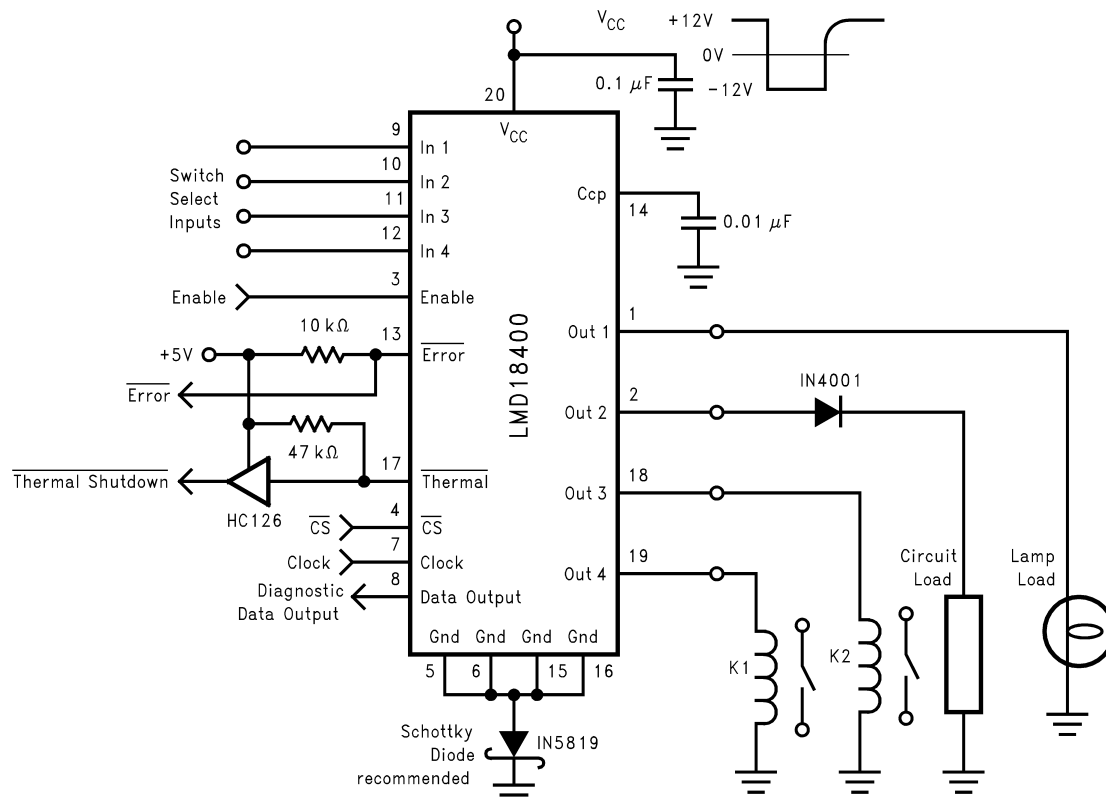 V_CC
+12V
0V
-12V
0.1 μF
20
V_CC
9
In 1
10
In 2
11
In 3
12
In 4
Switch
Select
Inputs
3
Enable
Enable
10 kΩ
13
+5V
Error
Error
47 kΩ
17
Thermal Shutdown
Thermal
HC126
4
CS
CS
7
Clock
Clock
8
Diagnostic
Data Output
Data Output
LMD18400
Ccp
14
0.01 μF
1
Out 1
2
Out 2
IN4001
18
Out 3
19
Out 4
Circuit
Load
Lamp
Load
K1
K2
Gnd Gnd Gnd Gnd
5 6 15 16
Schottky
Diode
recommended
IN5819